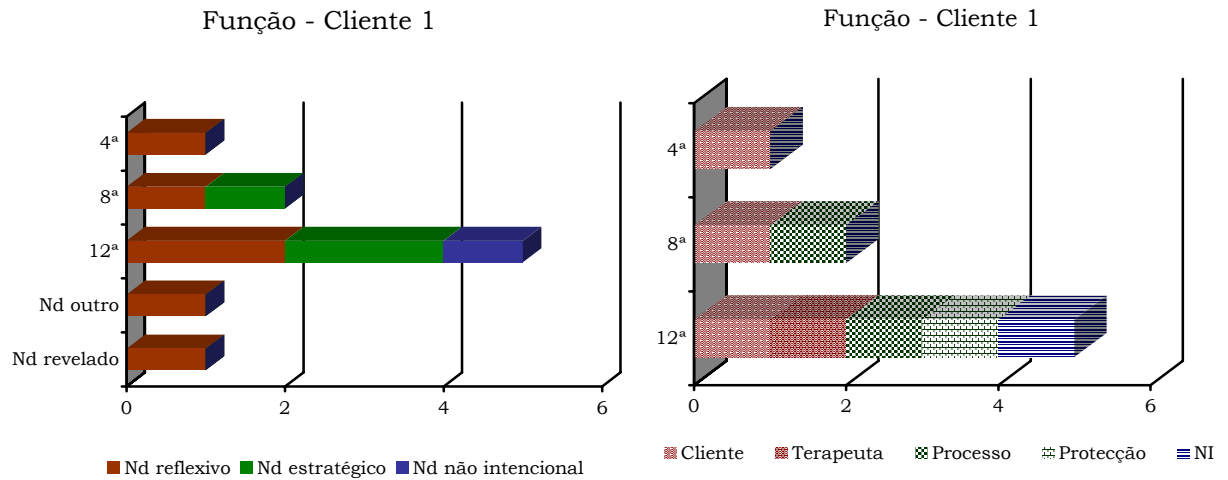 Função - Cliente 1
4ª
8ª
12ª
Nd outro
Nd revelado
0 2 4 6
Nd reflexivo Nd estratégico Nd não intencional
Função - Cliente 1
4ª
8ª
12ª
0 2 4 6
Cliente Terapeuta Processo Protecção NI